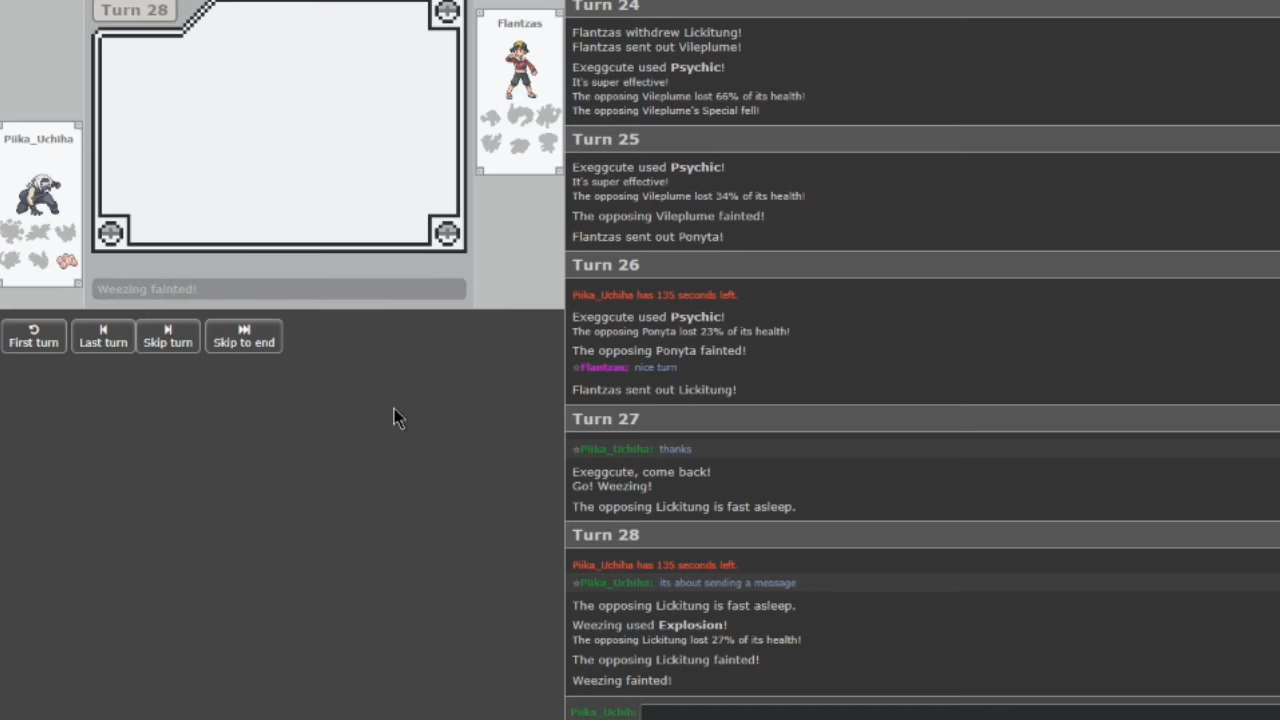 Turn 28
Flantzas
Piika_Uchiha
Weezing fainted!
First turn
Last turn
Skip turn
Skip to end
Turn 24
Flantzas withdrew Lickitung!
Flantzas sent out Vileplume!
Exeggcute used Psychic!
It's super effective!
The opposing Vileplume lost 66% of its health!
The opposing Vileplume's Special fell!
Turn 25
Exeggcute used Psychic!
It's super effective!
The opposing Vileplume lost 34% of its health!
The opposing Vileplume fainted!
Flantzas sent out Ponyta!
Turn 26
Piika_Uchiha has 135 seconds left.
Exeggcute used Psychic!
The opposing Ponyta lost 23% of its health!
The opposing Ponyta fainted!
☆Flantzas: nice turn
Flantzas sent out Lickitung!
Turn 27
☆Piika_Uchiha: thanks
Exeggcute, come back!
Go! Weezing!
The opposing Lickitung is fast asleep.
Turn 28
Piika_Uchiha has 135 seconds left.
☆Piika_Uchiha: its about sending a message
The opposing Lickitung is fast asleep.
Weezing used Explosion!
The opposing Lickitung lost 27% of its health!
The opposing Lickitung fainted!
Weezing fainted!
Piika_Uchih: